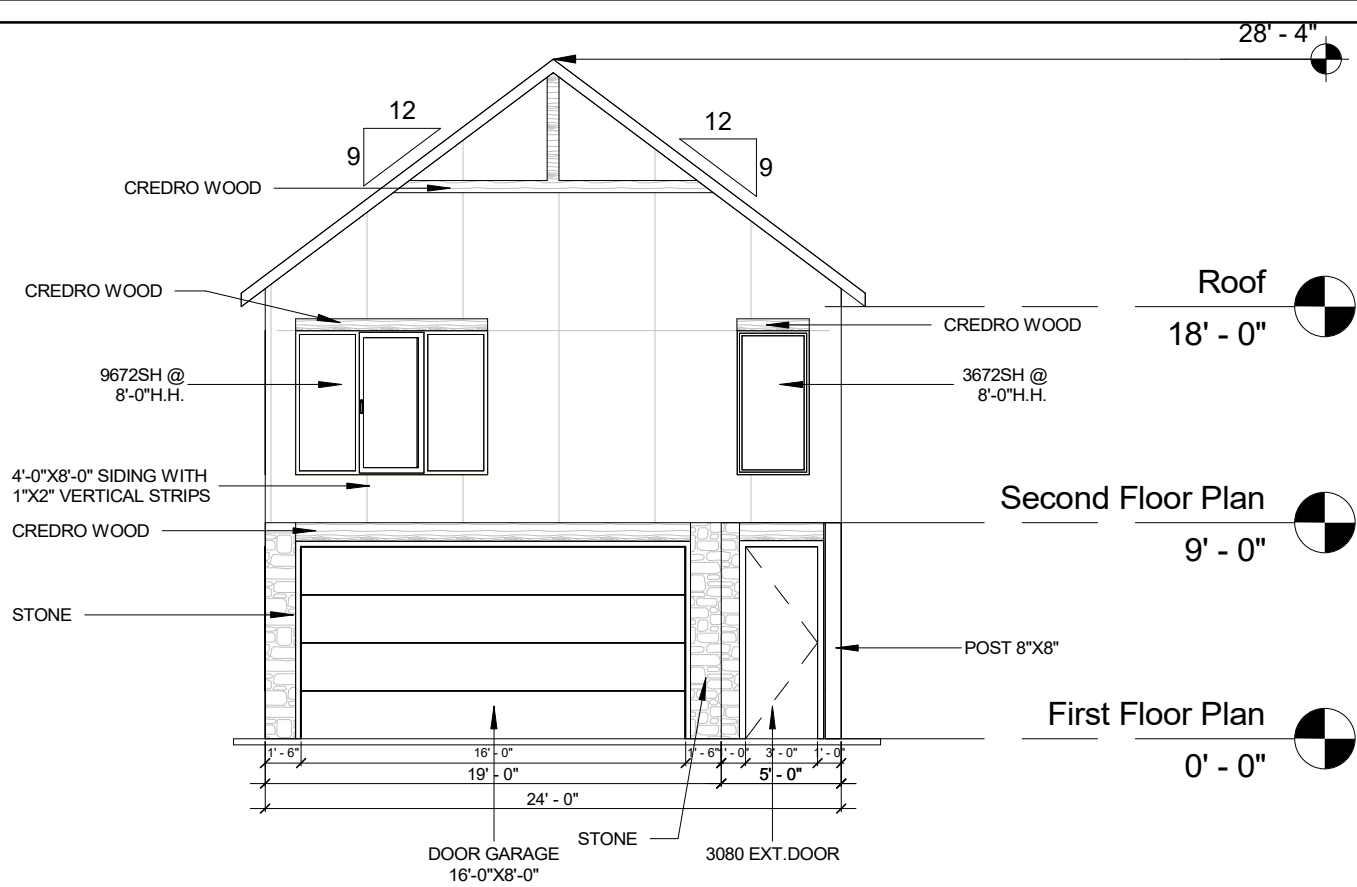 28' - 4"
12
9
12
9
CREDRO WOOD
CREDRO WOOD
Roof
18' - 0"
CREDRO WOOD
9672SH @
8'-0"H.H.
3672SH @
8'-0"H.H.
4'-0"X8'-0" SIDING WITH
1"X2" VERTICAL STRIPS
CREDRO WOOD
Second Floor Plan
9' - 0"
STONE
POST 8"X8"
First Floor Plan
0' - 0"
1' - 6"
16' - 0"
1' - 6"
1' - 0"
3' - 0"
1' - 0"
19' - 0"
5' - 0"
24' - 0"
DOOR GARAGE
16'-0"X8'-0"
STONE
3080 EXT.DOOR